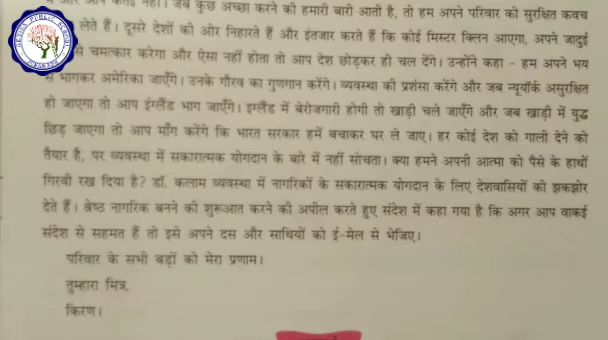 जब कुछ अच्छा करने की हमारी बारी आती है, तो हम अपने परिवार को सुरक्षित कवच
लेते हैं। दूसरे देशों की ओर निहारते हैं और इंतजार करते हैं कि कोई मिस्टर क्लिन आएगा, अपने जादुई
से चमत्कार करेगा और ऐसा नहीं होता तो आप देश छोड़कर ही चल देंगे। उन्होंने कहा - हम अपने भय
से भागकर अमेरिका जाएँगे। उनके गौरव का गुणगान करेंगे। व्यवस्था की प्रशंसा करेंगे और जब न्यूयॉर्क असुरक्षित
हो जाएगा तो आप इंग्लैंड भाग जाएँगे। इग्लैंड में बेरोजगारी होगी तो खाड़ी चले जाएँगे और जब खाड़ी में युद्ध
छिड़ जाएगा तो आप माँग करेंगे कि भारत सरकार हमें बचाकर घर ले जाए। हर कोई देश को गाली देने को
तैयार है, पर व्यवस्था में सकारात्मक योगदान के बारे में नहीं सोचता। क्या हमने अपनी आत्मा को पैसे के हाथों
गिरवी रख दिया है? डॉ. कलाम व्यवस्था में नागरिकों के सकारात्मक योगदान के लिए देशवासियों को झकझोर
देते हैं। श्रेष्ठ नागरिक बनने की शुरूआत करने की अपील करते हुए संदेश में कहा गया है कि अगर आप वाकई
संदेश से सहमत हैं तो इसे अपने दस और साथियों को ई-मेल से भेजिए।
परिवार के सभी बड़ों को मेरा प्रणाम।
तुम्हारा मित्र,
किरण।